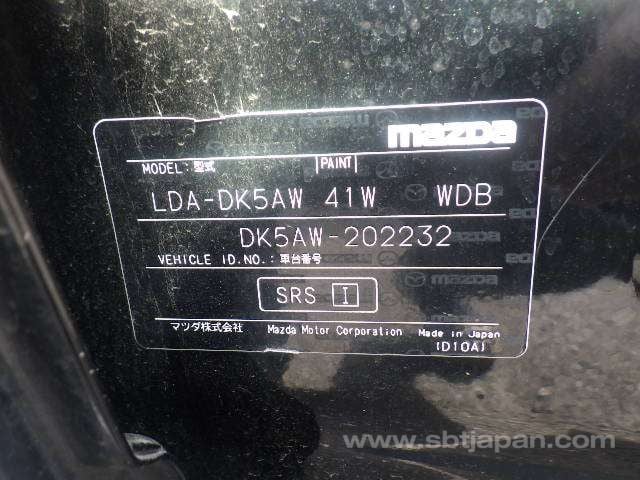 mazda
MODEL:型式 PAINT
LDA-DK5AW 41W WDB
DK5AW-202232
VEHICLE ID.NO.:車台番号
SRS I
マツダ株式会社 Mazda Motor Corporation Made in Japan
(D10A)
www.sbtjapan.com